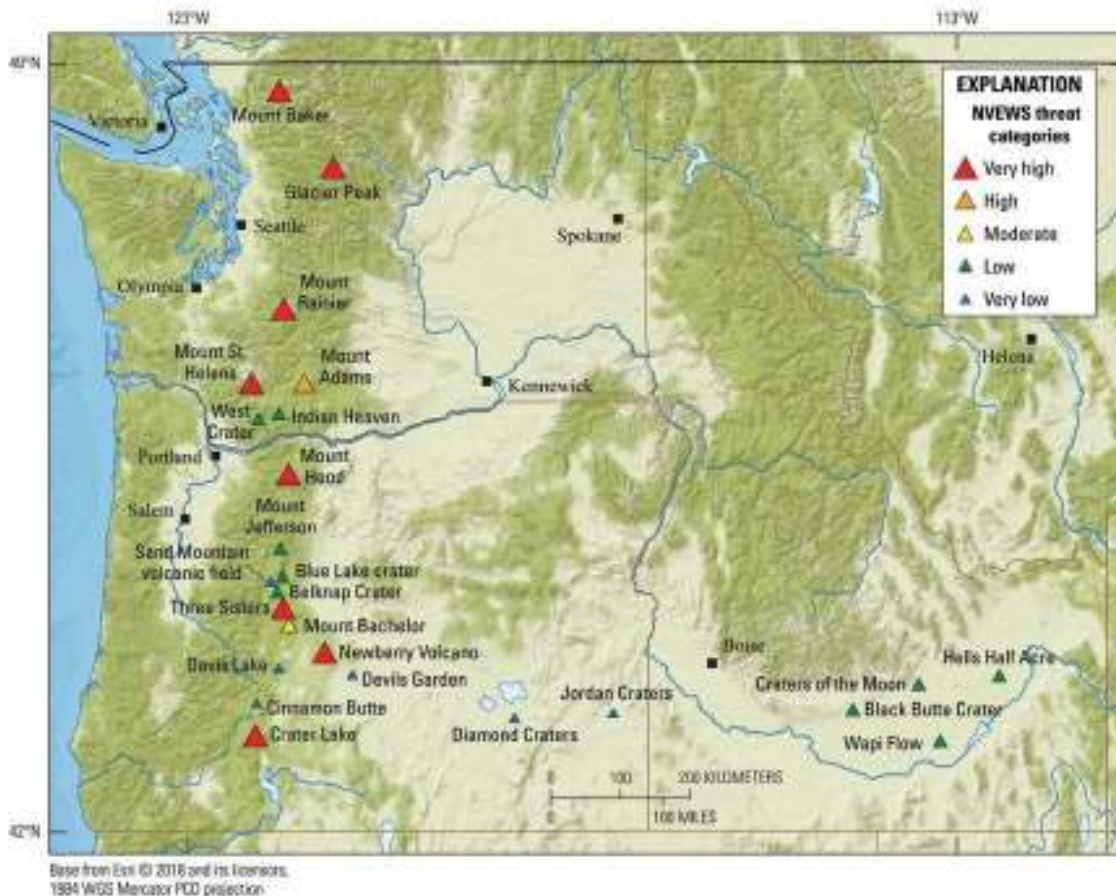 123°W
113°W
49°N
Mount Baker
Victoria
Glacier Peak
Seattle
Spokane
Olympia
Mount
Rainier
Mount St.
Helens
Mount
Adams
Kennewick
Helena
West
Crater
Indian Heaven
Portland
Mount
Hood
Salem
Mount
Jefferson
Sand Mountain
volcanic field
Blue Lake crater
Belknap Crater
Three Sisters
Mount Bachelor
Newberry Volcano
Davis Lake
Devils Garden
Boise
Hells Half Acre
Craters of the Moon
Jordan Craters
Black Butte Crater
Cinnamon Butte
Diamond Craters
Crater Lake
Wapi Flow
0 100 200 KILOMETERS
0 100 MILES
42°N
EXPLANATION
NVEWS threat
categories
Very high
High
Moderate
Low
Very low
Base from Esri © 2018 and its licensors,
1984 WGS Mercator PCD projection